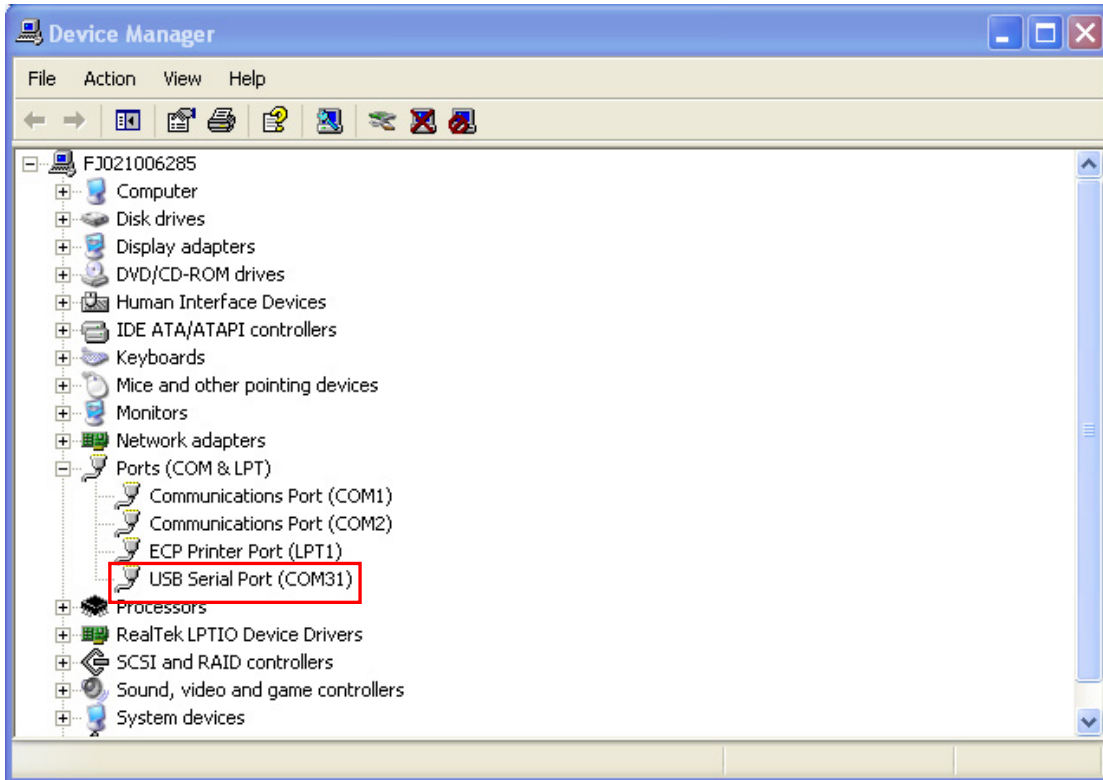 Device Manager
File Action View Help
FJ021006285
Computer
Disk drives
Display adapters
DVD/CD-ROM drives
Human Interface Devices
IDE ATA/ATAPI controllers
Keyboards
Mice and other pointing devices
Monitors
Network adapters
Ports (COM & LPT)
Communications Port (COM1)
Communications Port (COM2)
ECP Printer Port (LPT1)
USB Serial Port (COM31)
Processors
RealTek LPTIO Device Drivers
SCSI and RAID controllers
Sound, video and game controllers
System devices